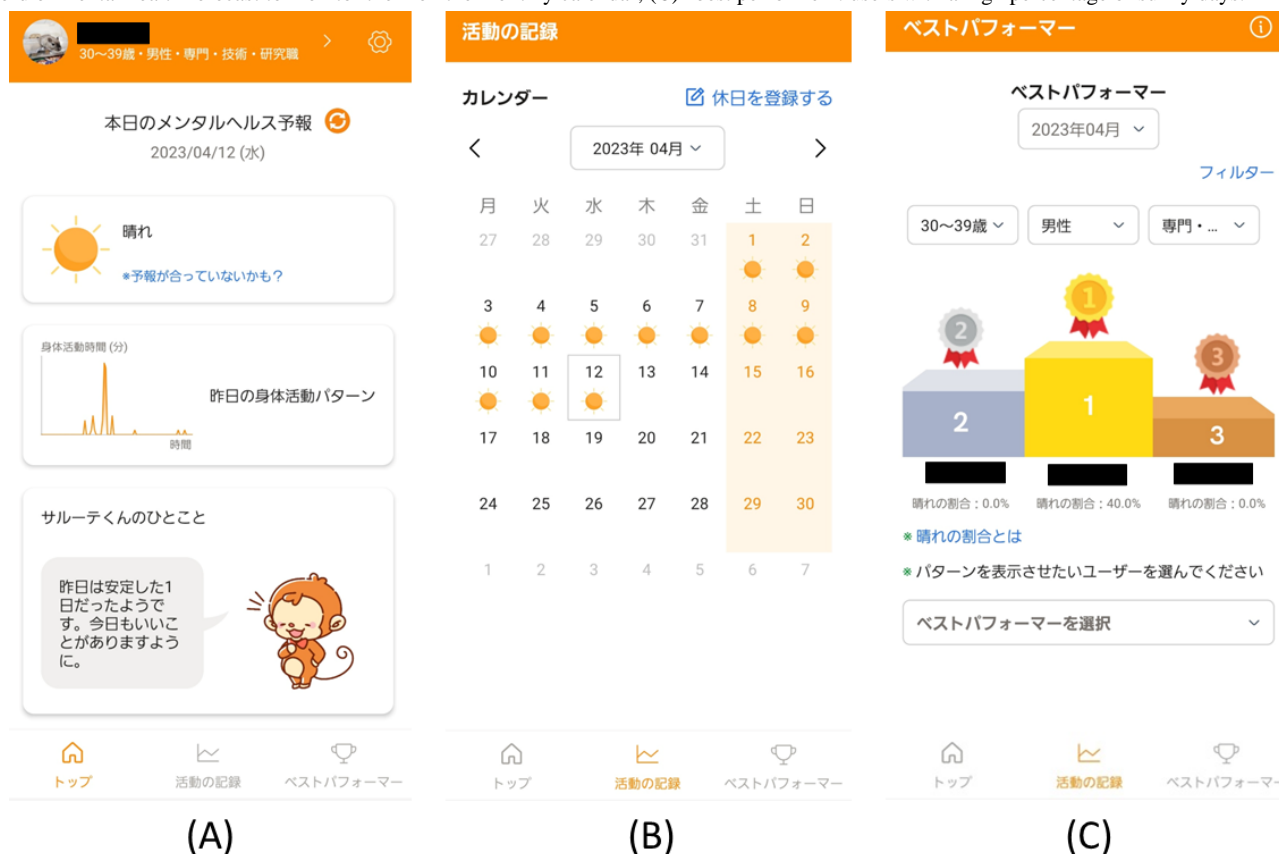 30〜39歳・男性・専門・技術・研究職
本日のメンタルヘルス予報
2023/04/12 (水)
晴れ
*予報が合っていないかも？
身体活動時間 (分)
昨日の身体活動パターン
時間
サルーテくんのひとこと
昨日は安定した1
日だったようで
す。今日もいいこ
とがありますよう
に。
トップ
活動の記録
ベストパフォーマー
(A)
活動の記録
カレンダー
休日を登録する
2023年 04月
月 火 水 木 金 土 日
27 28 29 30 31 1 2
3 4 5 6 7 8 9
10 11 12 13 14 15 16
17 18 19 20 21 22 23
24 25 26 27 28 29 30
1 2 3 4 5 6 7
トップ
活動の記録
ベストパフォーマー
(B)
ベストパフォーマー
ベストパフォーマー
2023年04月
フィルター
30〜39歳
男性
専門・...
2
1
3
2
1
3
晴れの割合：0.0%
晴れの割合：40.0%
晴れの割合：0.0%
*晴れの割合とは
*パターンを表示させたいユーザーを選んでください
ベストパフォーマーを選択
トップ
活動の記録
ベストパフォーマー
(C)